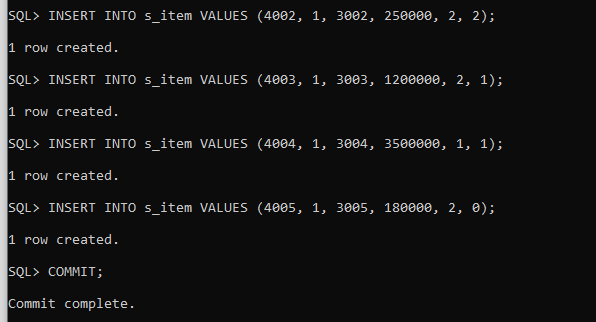 SQL> INSERT INTO s_item VALUES (4002, 1, 3002, 250000, 2, 2);
1 row created.
SQL> INSERT INTO s_item VALUES (4003, 1, 3003, 1200000, 2, 1);
1 row created.
SQL> INSERT INTO s_item VALUES (4004, 1, 3004, 3500000, 1, 1);
1 row created.
SQL> INSERT INTO s_item VALUES (4005, 1, 3005, 180000, 2, 0);
1 row created.
SQL> COMMIT;
Commit complete.